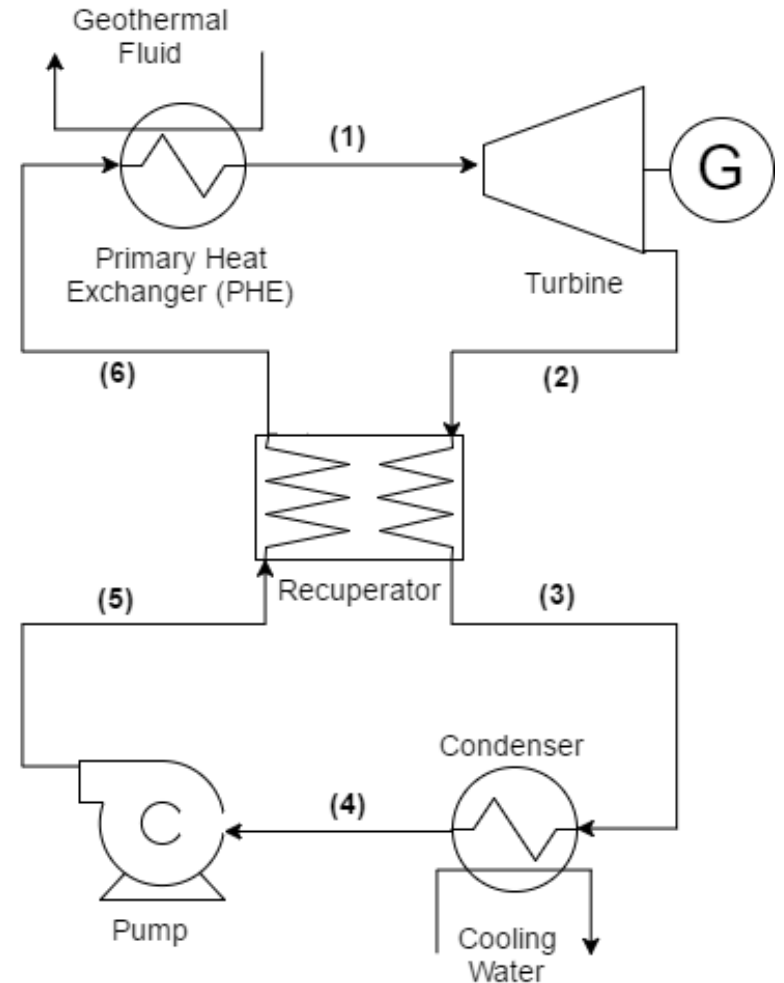 Geothermal
Fluid
(1)
G
Primary Heat
Exchanger (PHE)
Turbine
(6)
(2)
Recuperator
(5)
(3)
Condenser
(4)
Pump
Cooling
Water